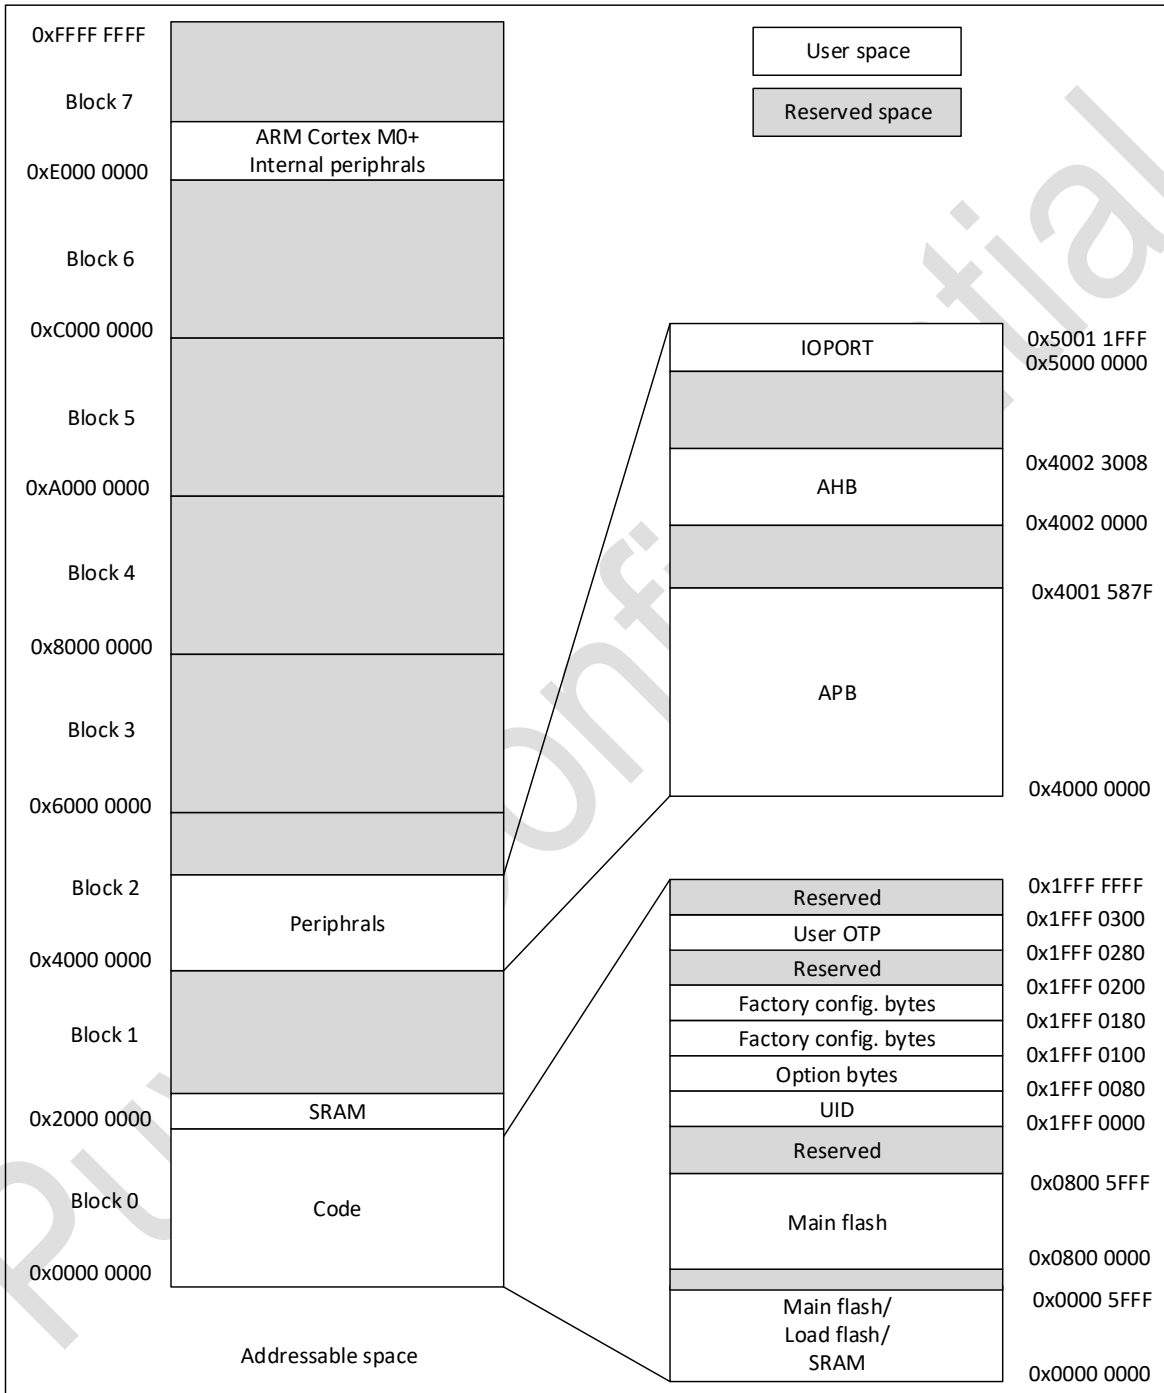 0xFFFF FFFF
Block 7
ARM Cortex M0+
Internal periphrals
0xE000 0000
Block 6
0xC000 0000
Block 5
0xA000 0000
Block 4
0x8000 0000
Block 3
0x6000 0000
Block 2
Periphrals
0x4000 0000
Block 1
SRAM
0x2000 0000
Block 0
Code
0x0000 0000
Addressable space
User space
Reserved space
IOPORT
0x5001 1FFF
0x5000 0000
0x4002 3008
AHB
0x4002 0000
0x4001 587F
APB
0x4000 0000
0x1FFF FFFF
Reserved
0x1FFF 0300
User OTP
0x1FFF 0280
Reserved
0x1FFF 0200
Factory config. bytes
0x1FFF 0180
Factory config. bytes
0x1FFF 0100
Option bytes
0x1FFF 0080
UID
0x1FFF 0000
Reserved
0x0800 5FFF
Main flash
0x0800 0000
0x0000 5FFF
Main flash/
Load flash/
SRAM
0x0000 0000